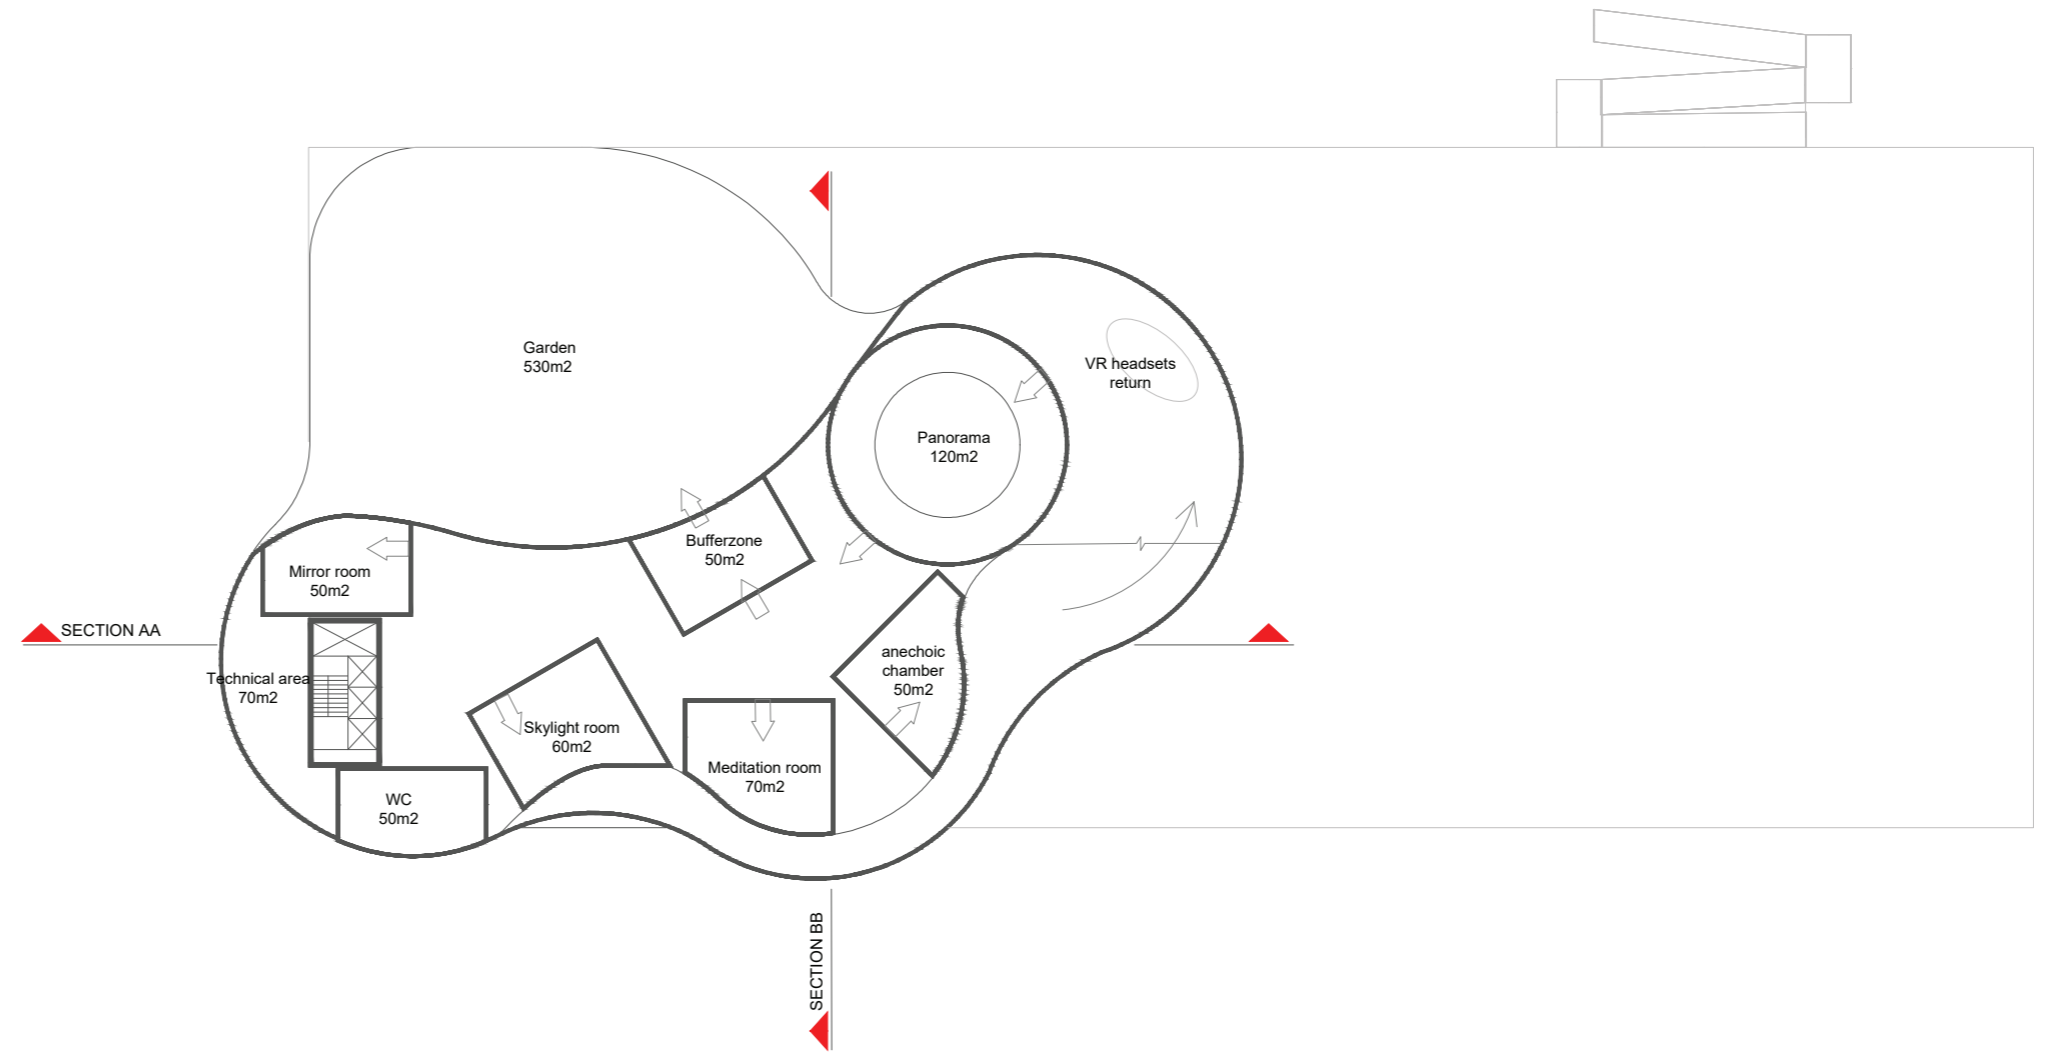 Garden
530m2
VR headsets
return
Panorama
120m2
Bufferzone
50m2
Mirror room
50m2
SECTION AA
anechoic
chamber
50m2
Technical area
70m2
Skylight room
60m2
Meditation room
70m2
WC
50m2
SECTION BB